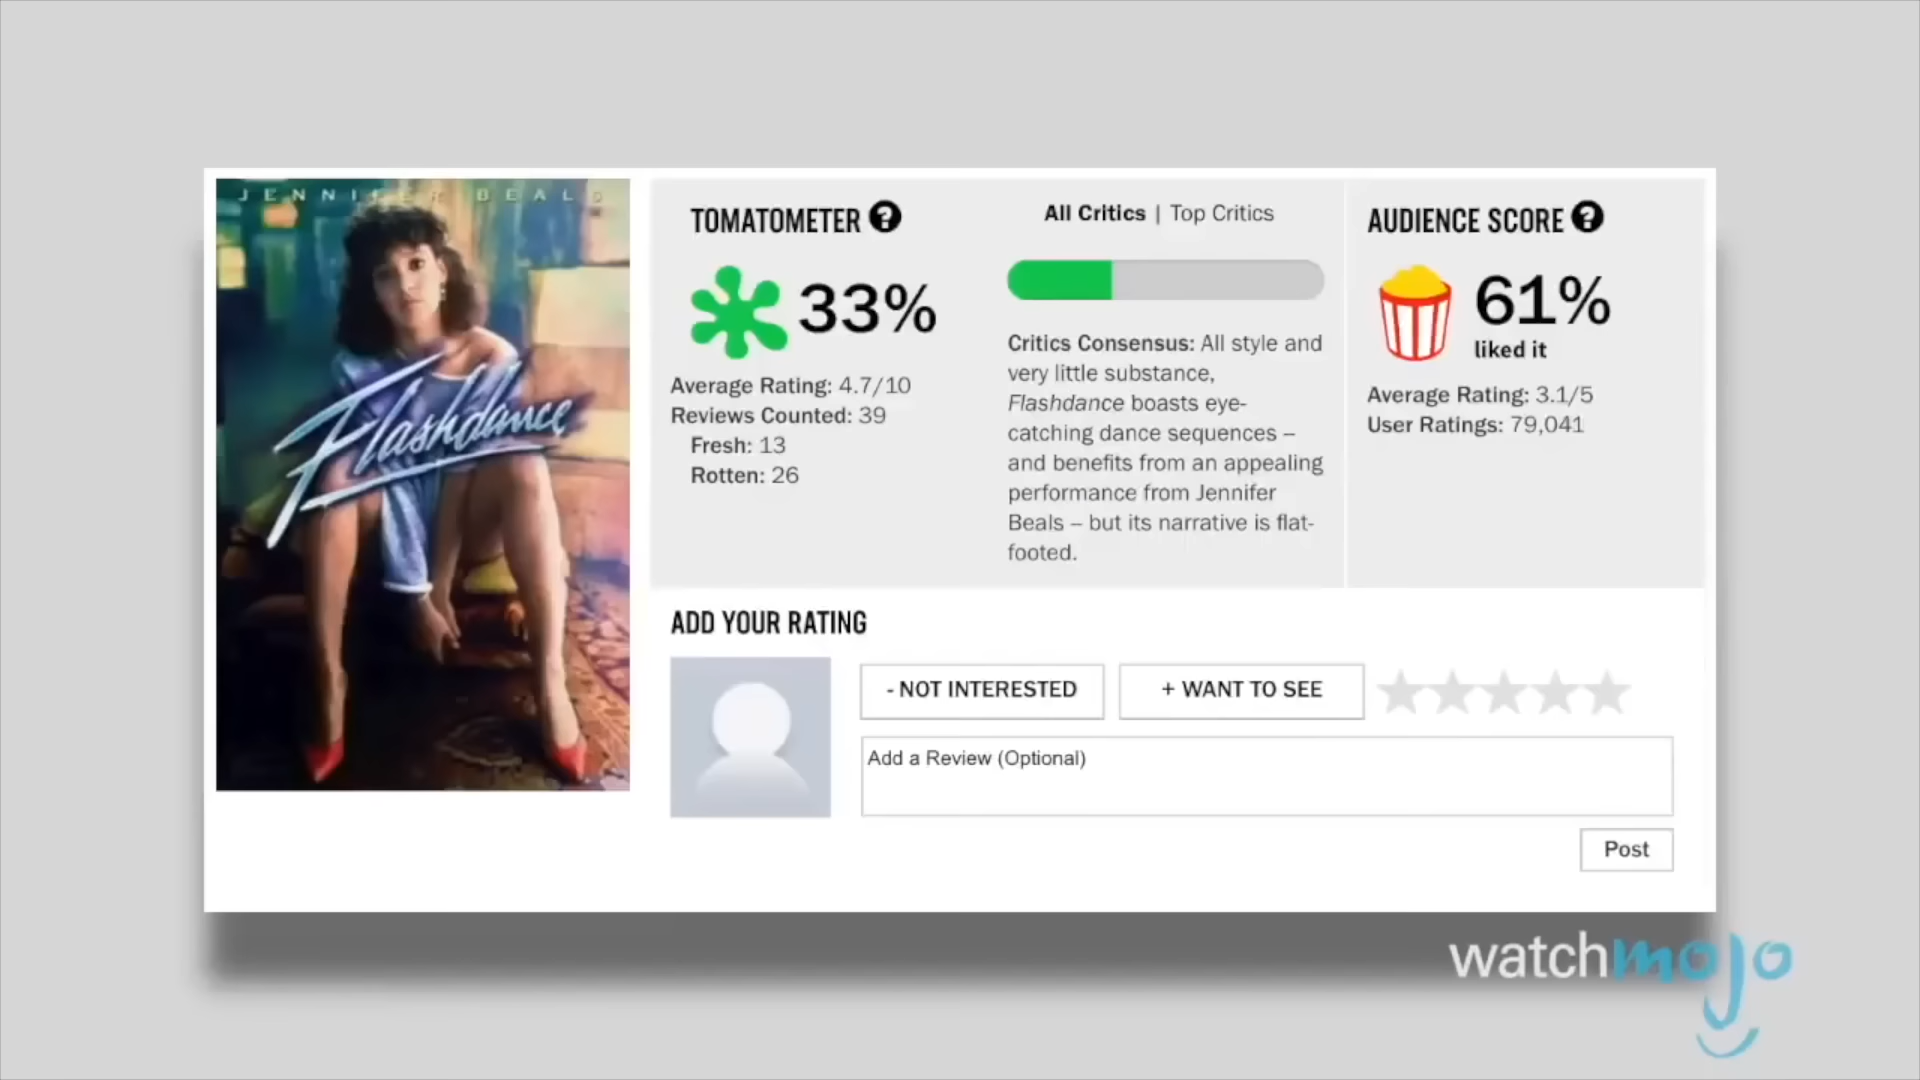 JENNIFER BEALS
Flashdance
TOMATOMETER ?
33%
Average Rating: 4.7/10
Reviews Counted: 39
Fresh: 13
Rotten: 26
All Critics | Top Critics
Critics Consensus: All style and
very little substance,
Flashdance boasts eye-
catching dance sequences –
and benefits from an appealing
performance from Jennifer
Beals – but its narrative is flat-
footed.
AUDIENCE SCORE ?
61%
liked it
Average Rating: 3.1/5
User Ratings: 79,041
ADD YOUR RATING
- NOT INTERESTED
+ WANT TO SEE
Add a Review (Optional)
Post
watchmojo